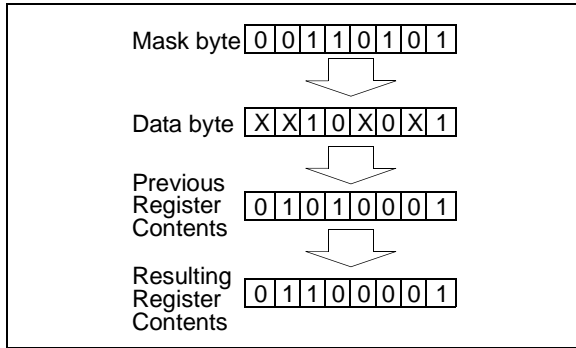 Mask byte 0 0 1 1 0 1 0 1
Data byte X X 1 0 X 0 X 1
Previous
Register 0 1 0 1 0 0 0 1
Contents
Resulting
Register 0 1 1 0 0 0 0 1
Contents